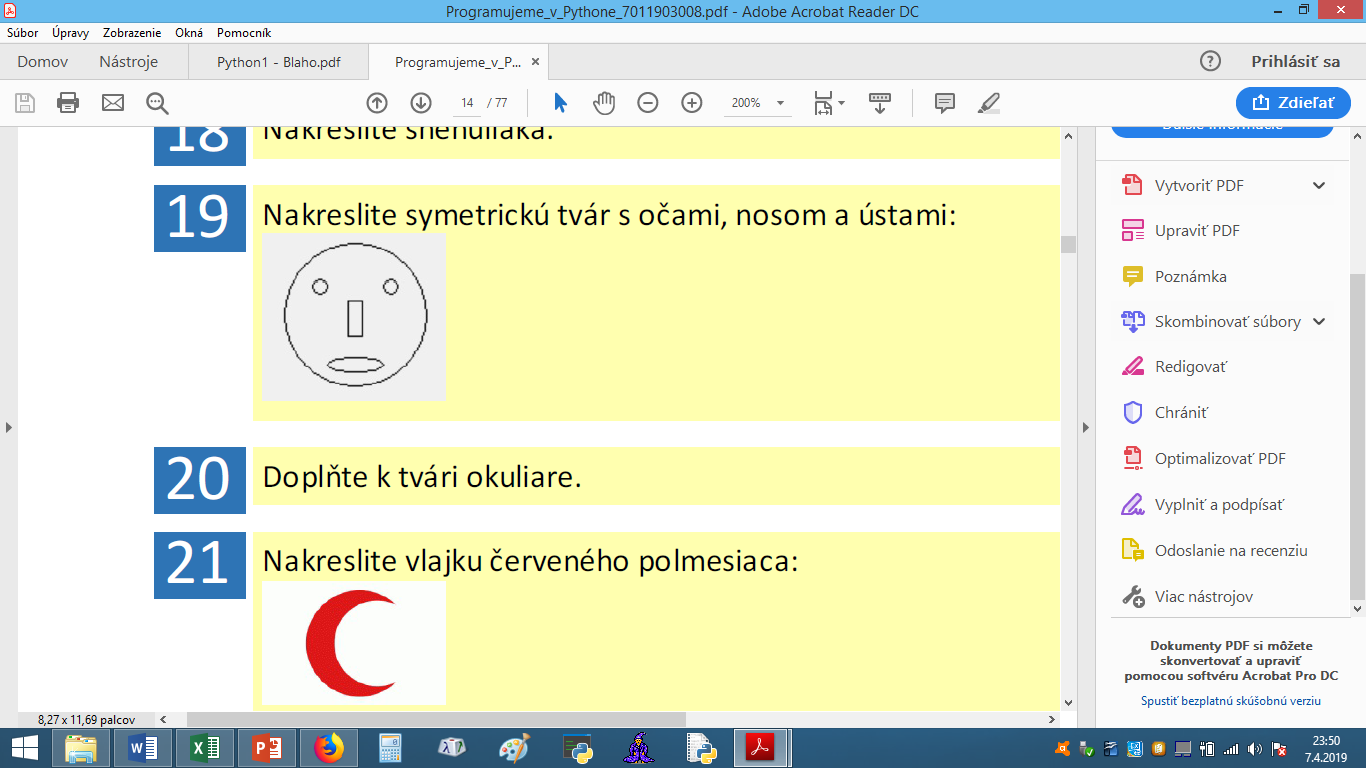 Programujeme_v_Pythone_7011903008.pdf - Adobe Acrobat Reader DC
Súbor Úpravy Zobrazenie Okná Pomocník
Domov Nástroje Python1 - Blaho.pdf Programujeme_v_P... × Prihlásiť sa
14 / 77 200% Zdieľať
18 Nakreslite snehuliaka.
19 Nakreslite symetrickú tvár s očami, nosom a ústami:
20 Doplňte k tvári okuliare.
21 Nakreslite vlajku červeného polmesiaca:
Ďalšie informácie
Vytvoriť PDF
Upraviť PDF
Poznámka
Skombinovať súbory
Redigovať
Chrániť
Optimalizovať PDF
Vyplniť a podpísať
Odoslanie na recenziu
Viac nástrojov
Dokumenty PDF si môžete
skonvertovať a upraviť
pomocou softvéru Acrobat Pro DC
Spustiť bezplatnú skúšobnú verziu
8,27 x 11,69 palcov
23:50
7.4.2019